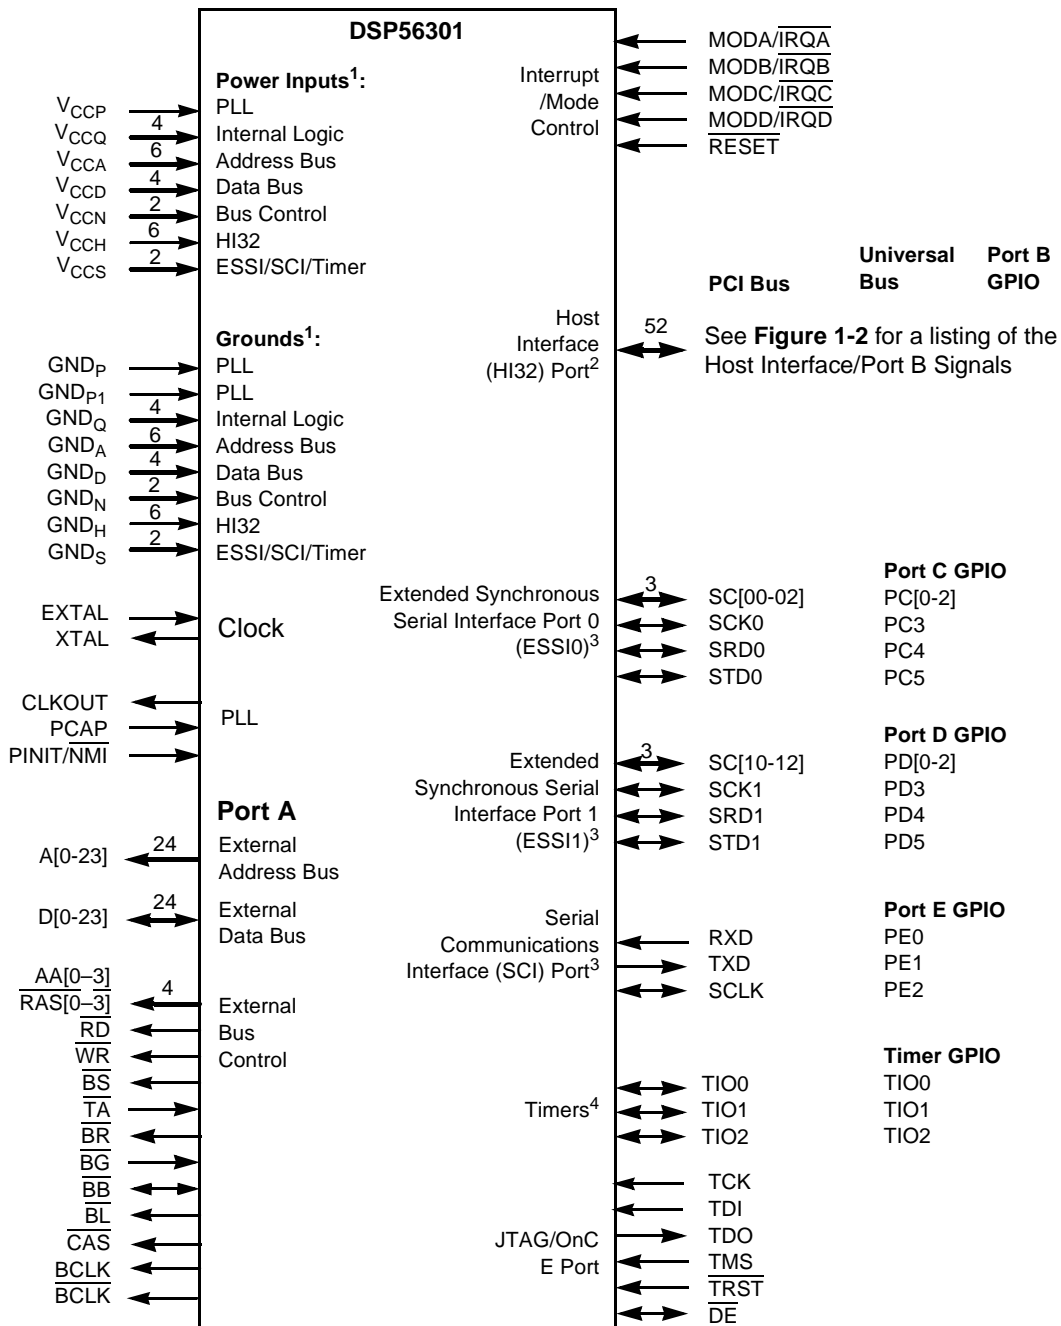 DSP56301
Power Inputs1:
VCCP PLL
VCCQ 4 Internal Logic
VCCA 6 Address Bus
VCCD 4 Data Bus
VCCN 2 Bus Control
VCCH 6 HI32
VCCS 2 ESSI/SCI/Timer
Grounds1:
GNDP PLL
GNDP1 PLL
GNDQ 4 Internal Logic
GNDA 6 Address Bus
GNDD 4 Data Bus
GNDN 2 Bus Control
GNDH 6 HI32
GNDS 2 ESSI/SCI/Timer
EXTAL
XTAL
Clock
CLKOUT
PCAP
PINIT/NMI
PLL
Port A
A[0-23] 24 External
Address Bus
D[0-23] 24 External
Data Bus
AA[0–3]
RAS[0–3] 4
External
Bus
Control
RD
WR
BS
TA
BR
BG
BB
BL
CAS
BCLK
BCLK
Interrupt
/Mode
Control
MODA/IRQA
MODB/IRQB
MODC/IRQC
MODD/IRQD
RESET
PCI Bus
Universal
Bus
Port B
GPIO
Host
Interface
(HI32) Port2
52
See Figure 1-2 for a listing of the
Host Interface/Port B Signals
Extended Synchronous
Serial Interface Port 0
(ESSI0)3
Port C GPIO
3 SC[00-02] PC[0-2]
SCK0 PC3
SRD0 PC4
STD0 PC5
Extended
Synchronous Serial
Interface Port 1
(ESSI1)3
Port D GPIO
3 SC[10-12] PD[0-2]
SCK1 PD3
SRD1 PD4
STD1 PD5
Serial
Communications
Interface (SCI) Port3
Port E GPIO
RXD PE0
TXD PE1
SCLK PE2
Timers4
Timer GPIO
TIO0 TIO0
TIO1 TIO1
TIO2 TIO2
JTAG/OnC
E Port
TCK
TDI
TDO
TMS
TRST
DE